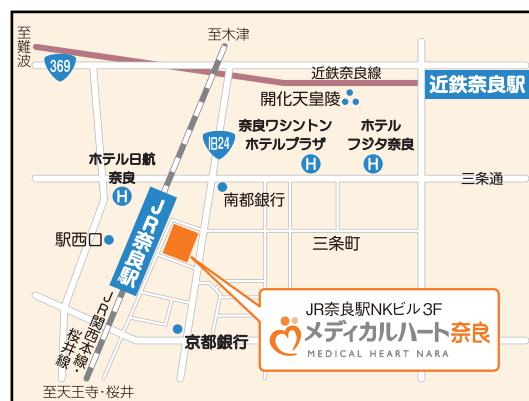 至難波
369
至木津
近鉄奈良線
近鉄奈良駅
開化天皇陵
旧24
奈良ワシントン
ホテルプラザ
H
ホテル
フジタ奈良
H
ホテル日航
奈良
H
三条通
南都銀行
JR奈良駅
駅西口
三条町
JR関西本線・
桜井線
京都銀行
JR奈良駅NKビル3F
メディカルハート奈良
MEDICAL HEART NARA
至天王寺・桜井